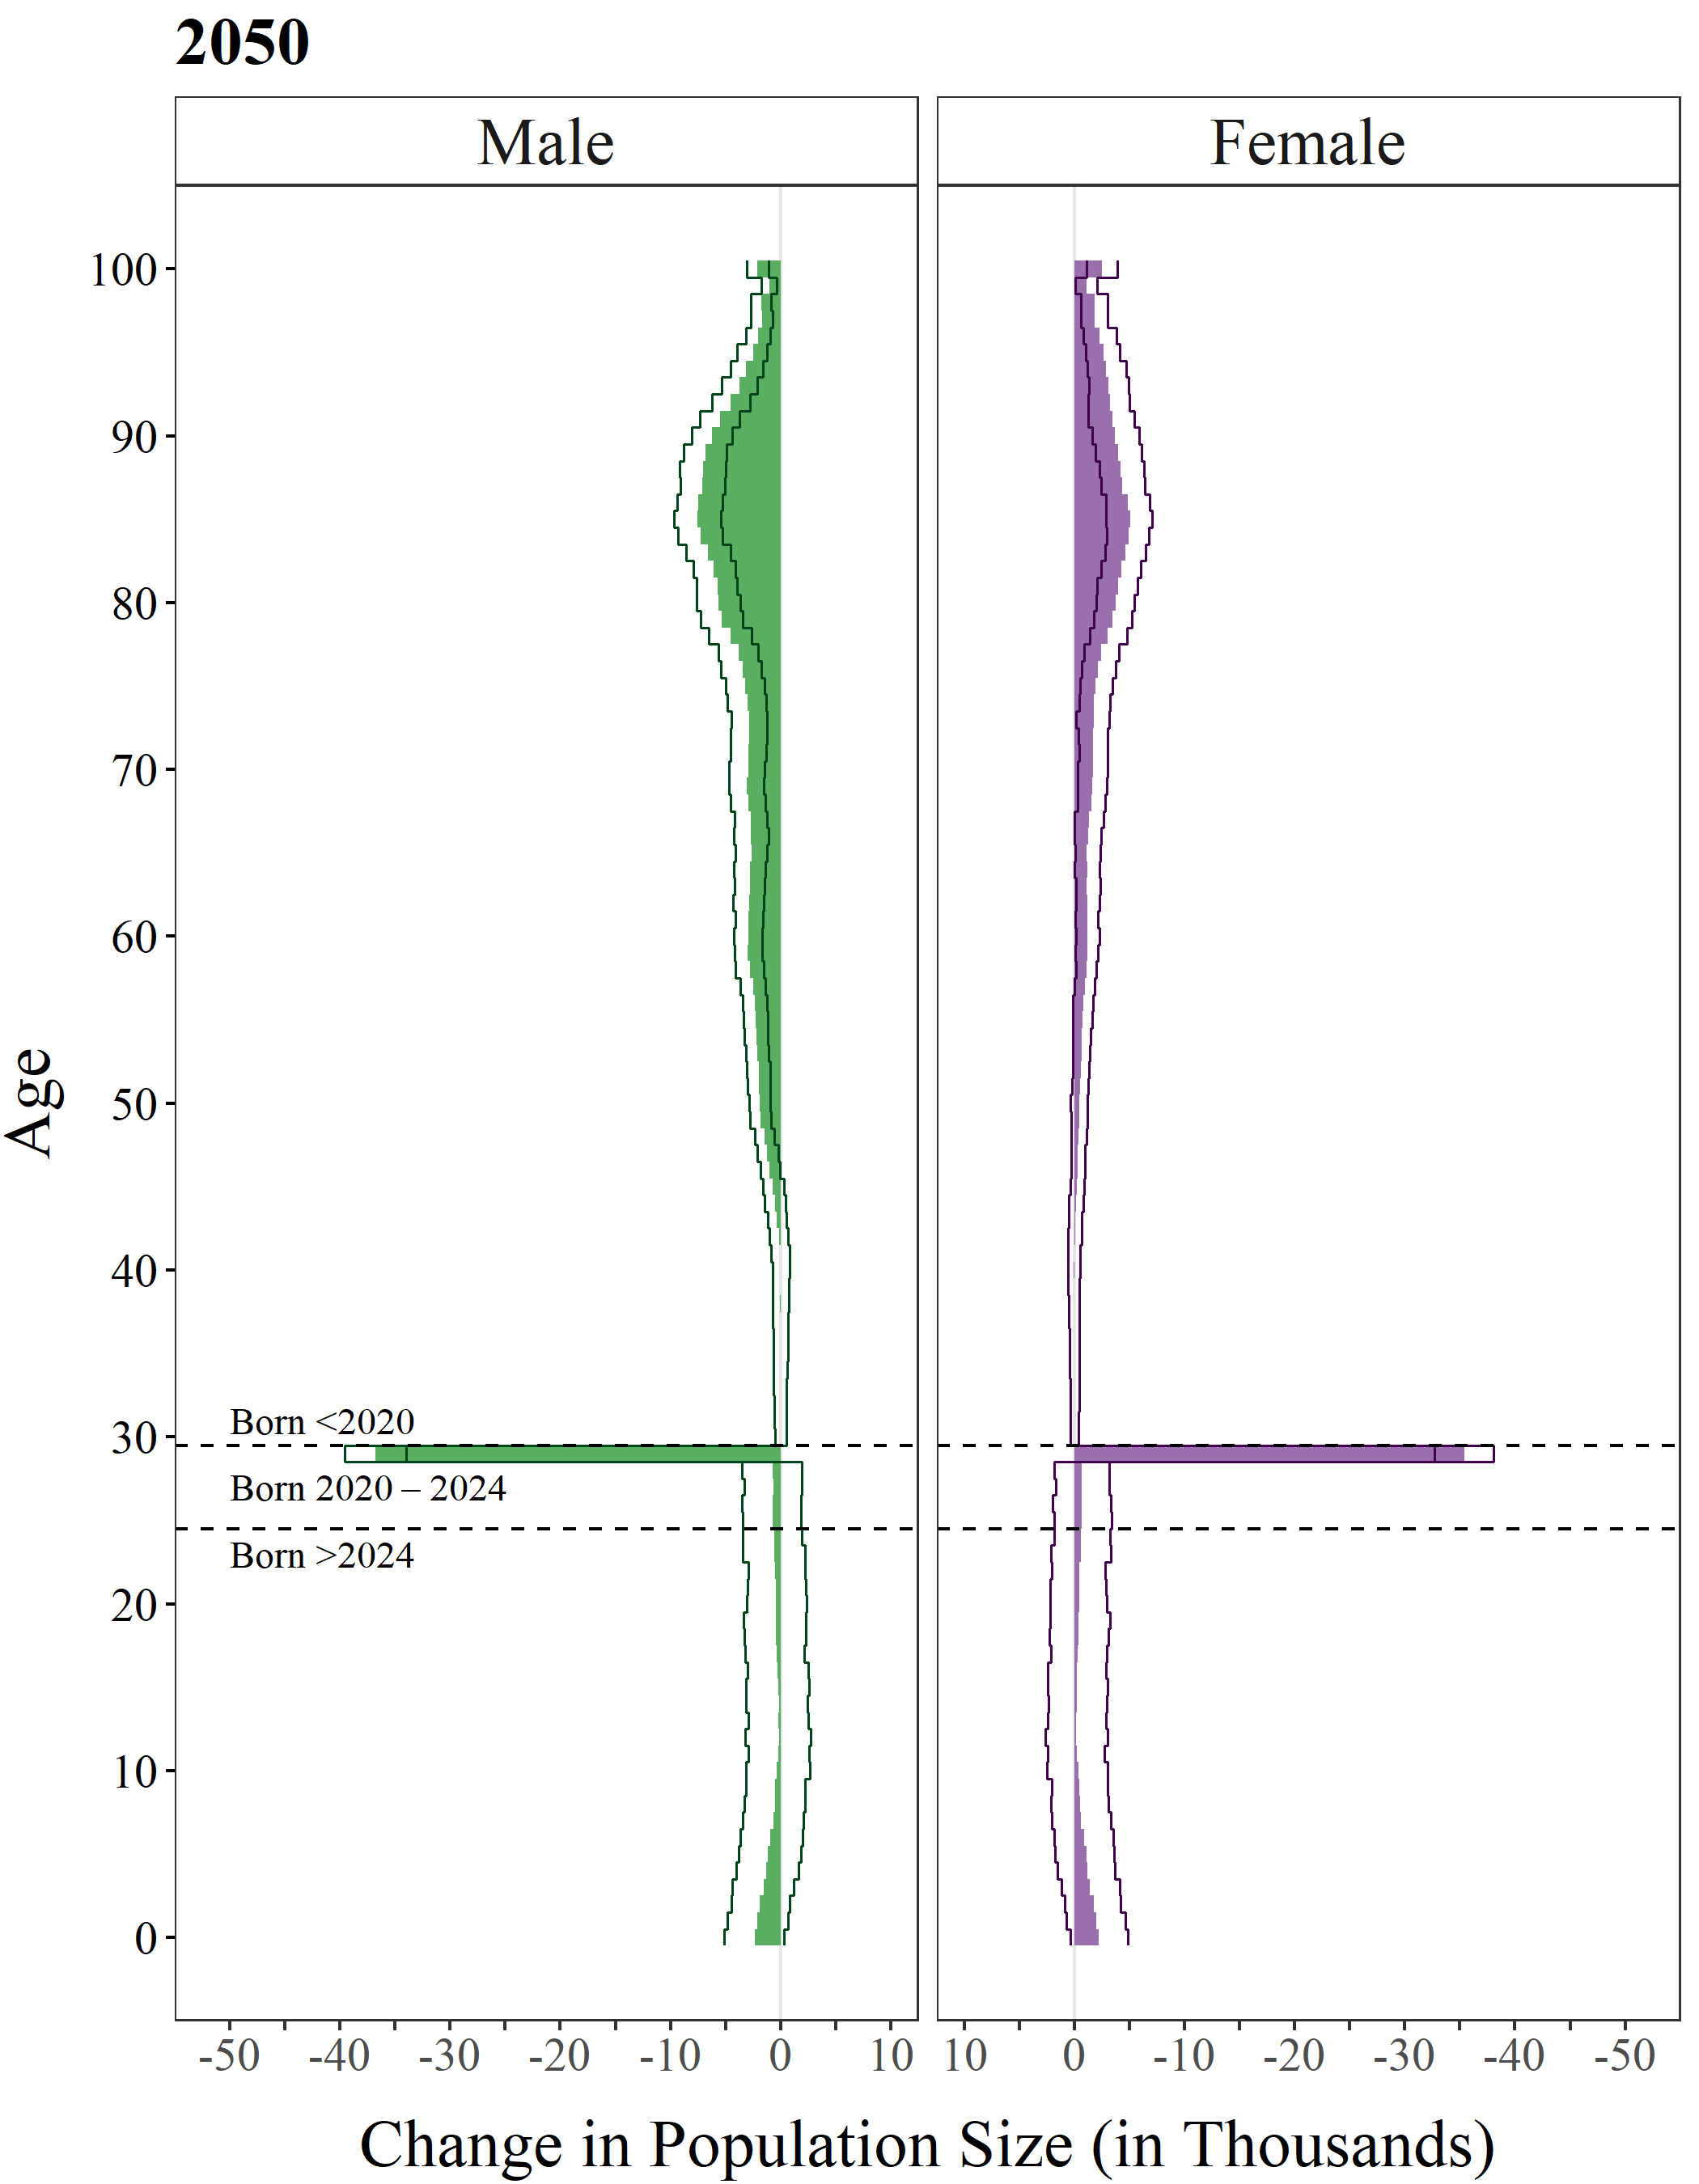 2050
Male
Female
Age
100
90
80
70
60
50
40
30
20
10
0
Born <2020
Born 2020 – 2024
Born >2024
-50 -40 -30 -20 -10 0 10
10 0 -10 -20 -30 -40 -50
Change in Population Size (in Thousands)